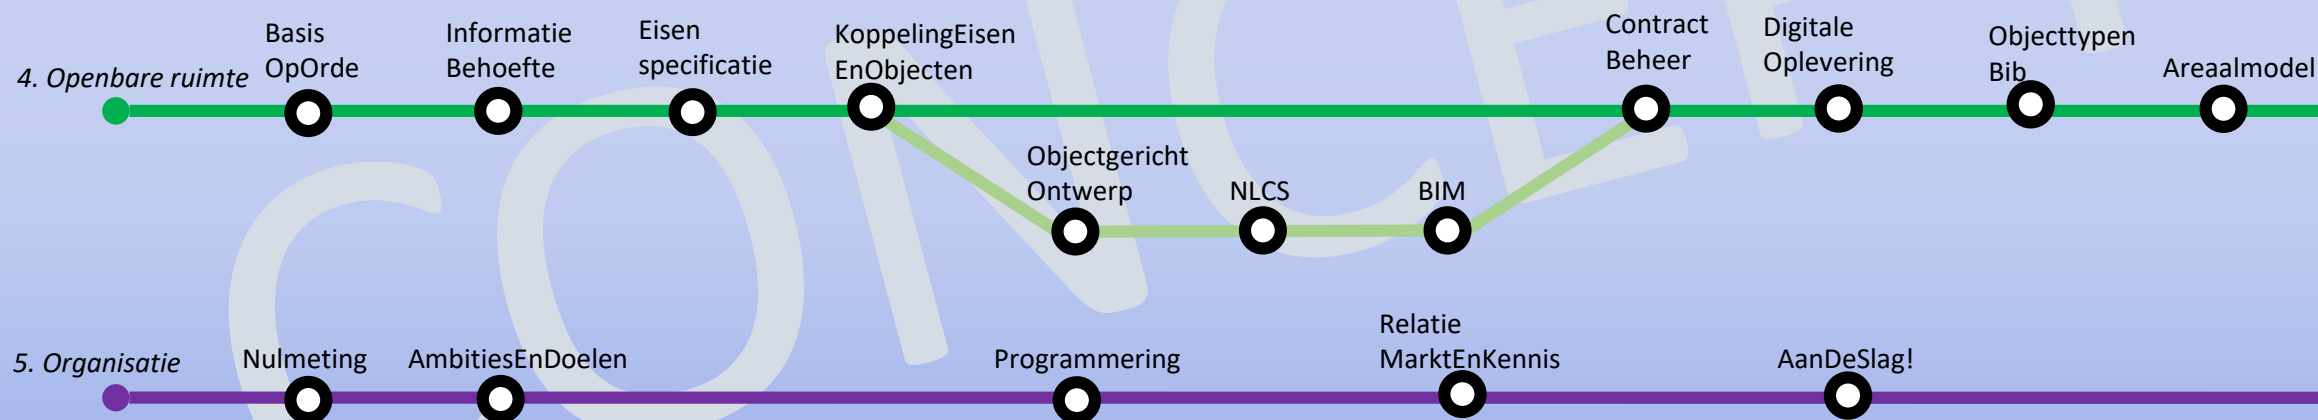 4. Openbare ruimte
Basis
OpOrde
Informatie
Behoefte
Eisen
specificatie
KoppelingEisen
EnObjecten
Contract
Beheer
Digitale
Oplevering
Objecttypen
Bib
Areaalmodel
Objectgericht
Ontwerp
NLCS
BIM
5. Organisatie
Nulmeting
AmbitiesEnDoelen
Programmering
Relatie
MarktEnKennis
AanDeSlag!